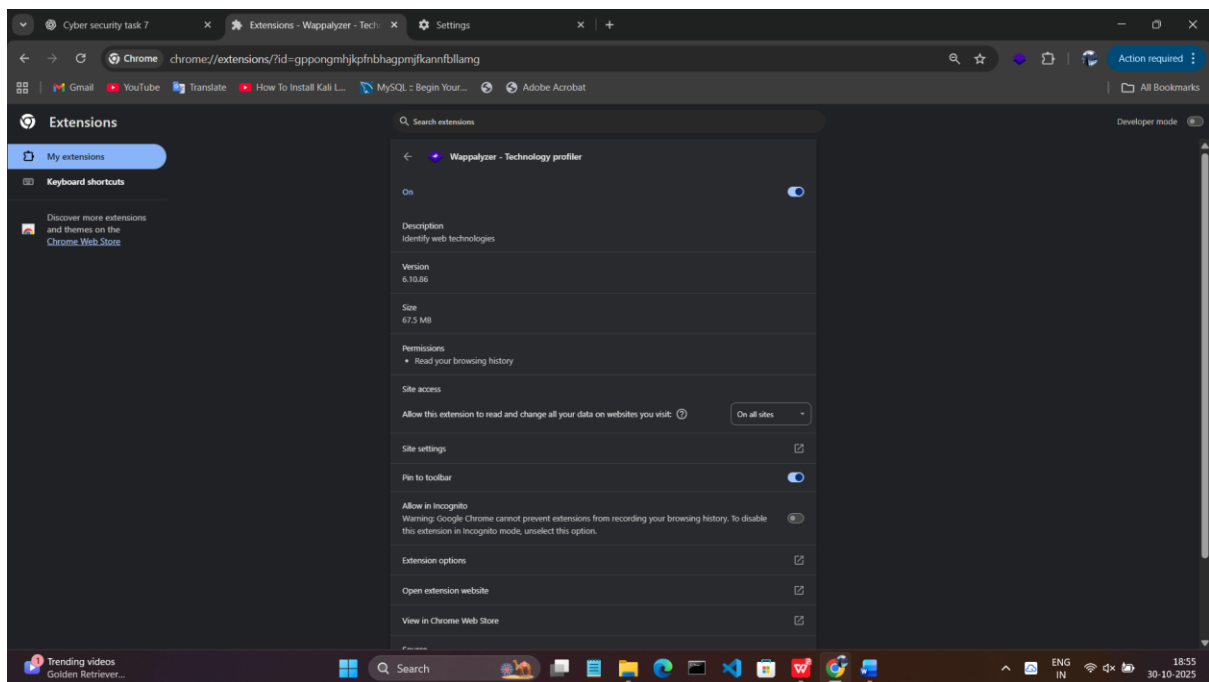 Cyber security task 7
Extensions - Wappalyzer - Tech
Settings
Chrome
chrome://extensions/?id=gppongmhjkpfnbhagpmjfkannfbllamg
Action required
Gmail
YouTube
Translate
How To Install Kali L...
MySQL :: Begin Your...
Adobe Acrobat
All Bookmarks
Extensions
Search extensions
Developer mode
My extensions
Keyboard shortcuts
Discover more extensions
and themes on the
Chrome Web Store
Wappalyzer - Technology profiler
On
Description
Identify web technologies
Version
6.10.86
Size
67.5 MB
Permissions
• Read your browsing history
Site access
Allow this extension to read and change all your data on websites you visit:
On all sites
Site settings
Pin to toolbar
Allow in Incognito
Warning: Google Chrome cannot prevent extensions from recording your browsing history. To disable
this extension in Incognito mode, unselect this option.
Extension options
Open extension website
View in Chrome Web Store
1
Trending videos
Golden Retriever...
Search
ENG
IN
18:55
30-10-2025